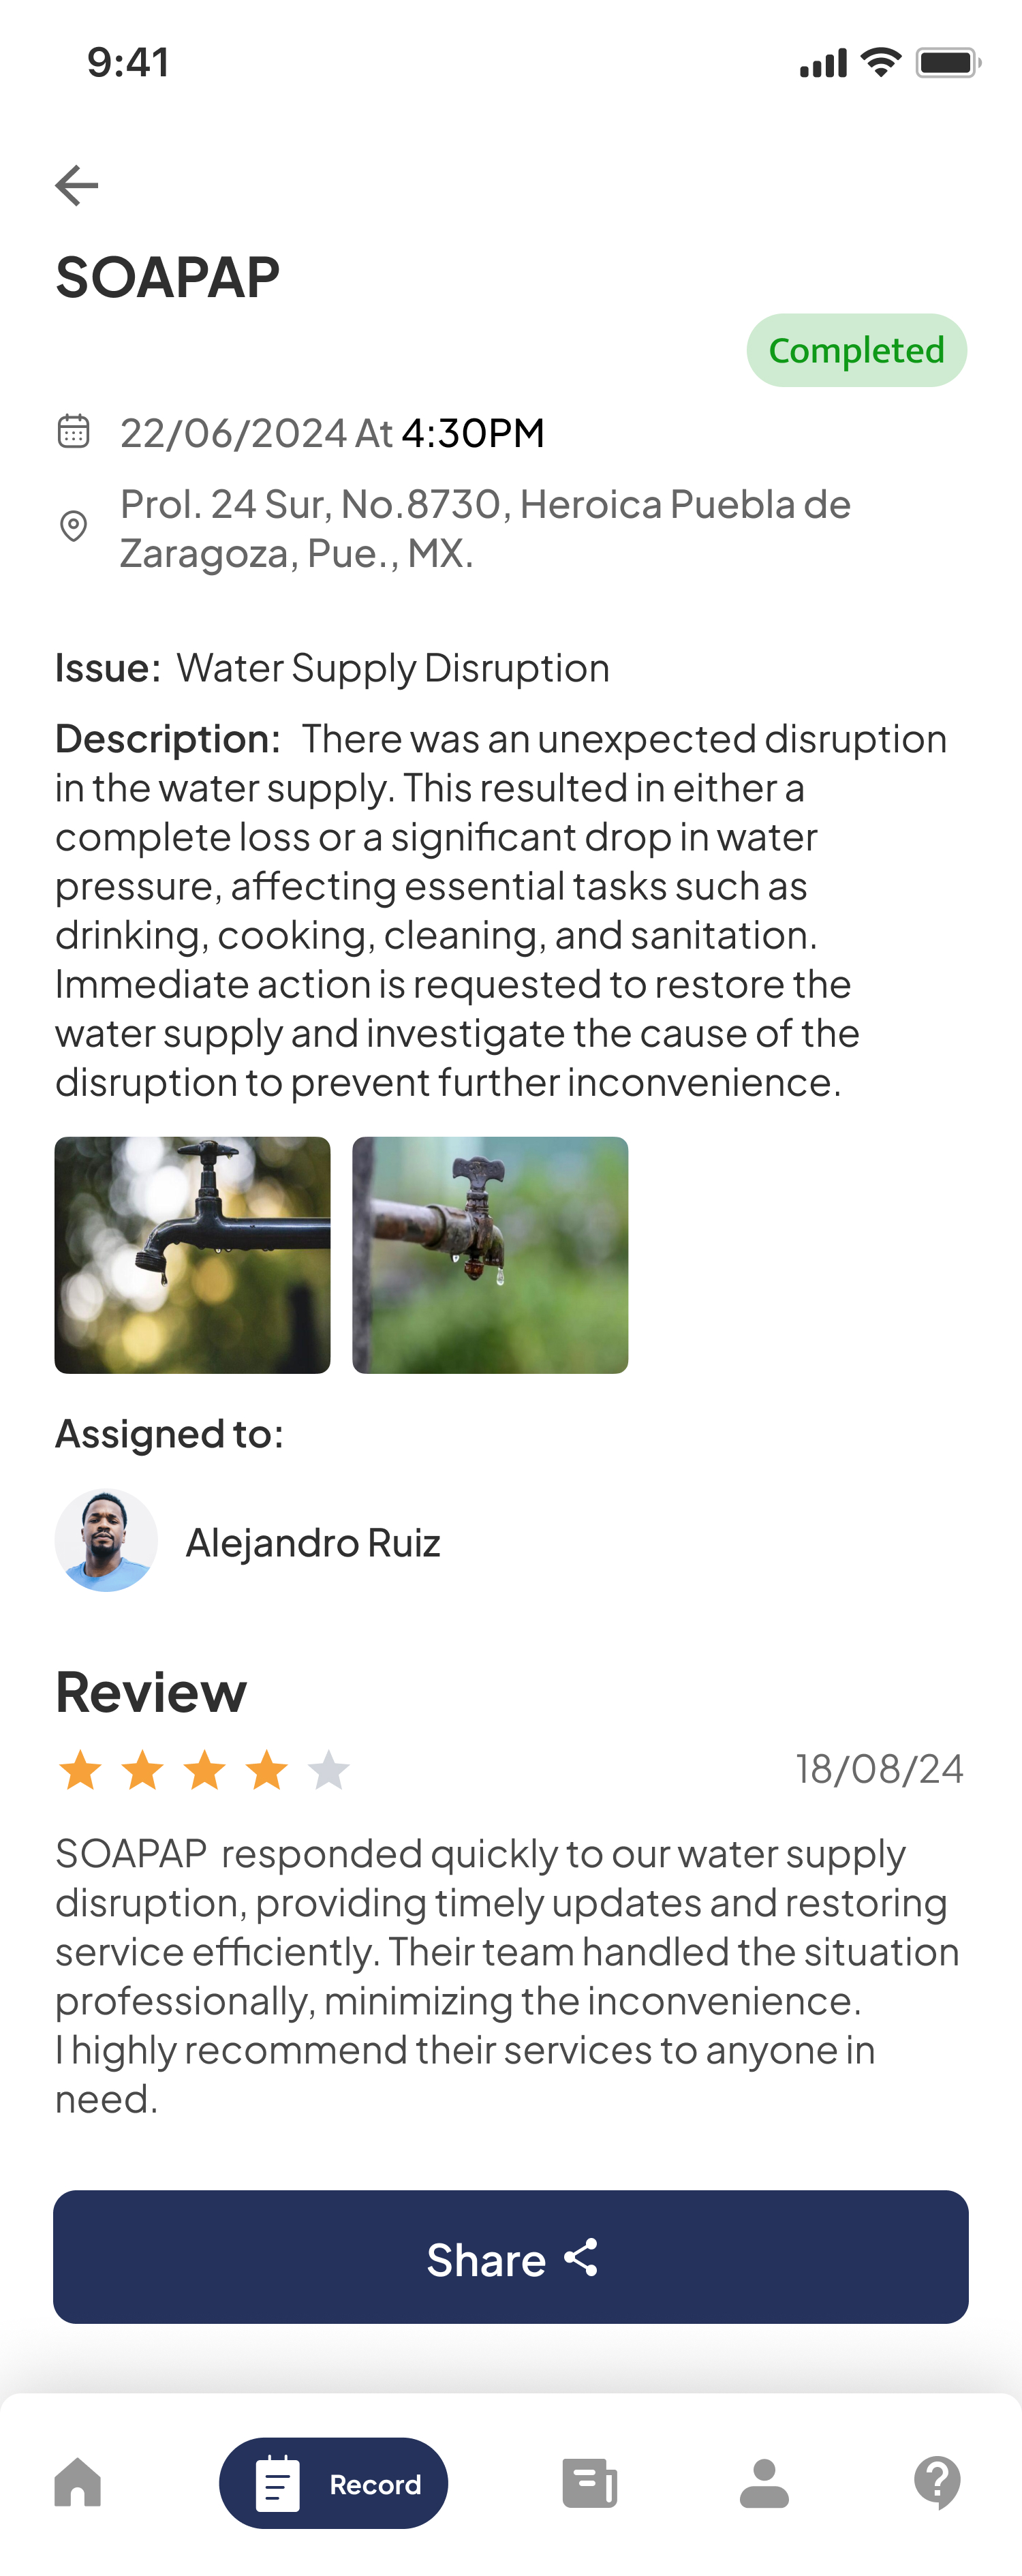 9:41
SOAPAP
Completed
22/06/2024 At 4:30PM
Prol. 24 Sur, No.8730, Heroica Puebla de
Zaragoza, Pue., MX.
Issue: Water Supply Disruption
Description: There was an unexpected disruption
in the water supply. This resulted in either a
complete loss or a significant drop in water
pressure, affecting essential tasks such as
drinking, cooking, cleaning, and sanitation.
Immediate action is requested to restore the
water supply and investigate the cause of the
disruption to prevent further inconvenience.
Assigned to:
Alejandro Ruiz
Review
18/08/24
SOAPAP responded quickly to our water supply
disruption, providing timely updates and restoring
service efficiently. Their team handled the situation
professionally, minimizing the inconvenience.
I highly recommend their services to anyone in
need.
Share
Record